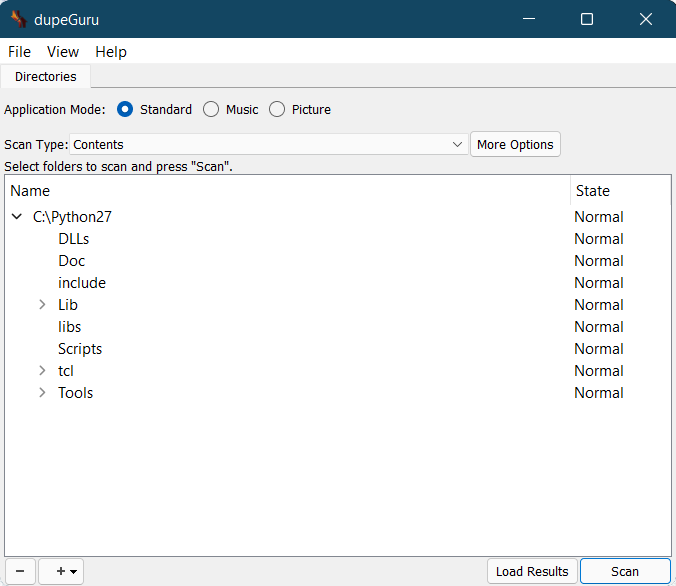 dupeGuru
File View Help
Directories
Application Mode: Standard Music Picture
Scan Type: Contents More Options
Select folders to scan and press "Scan".
Name State
C:\Python27 Normal
DLLs Normal
Doc Normal
include Normal
Lib Normal
libs Normal
Scripts Normal
tcl Normal
Tools Normal
− + Load Results Scan